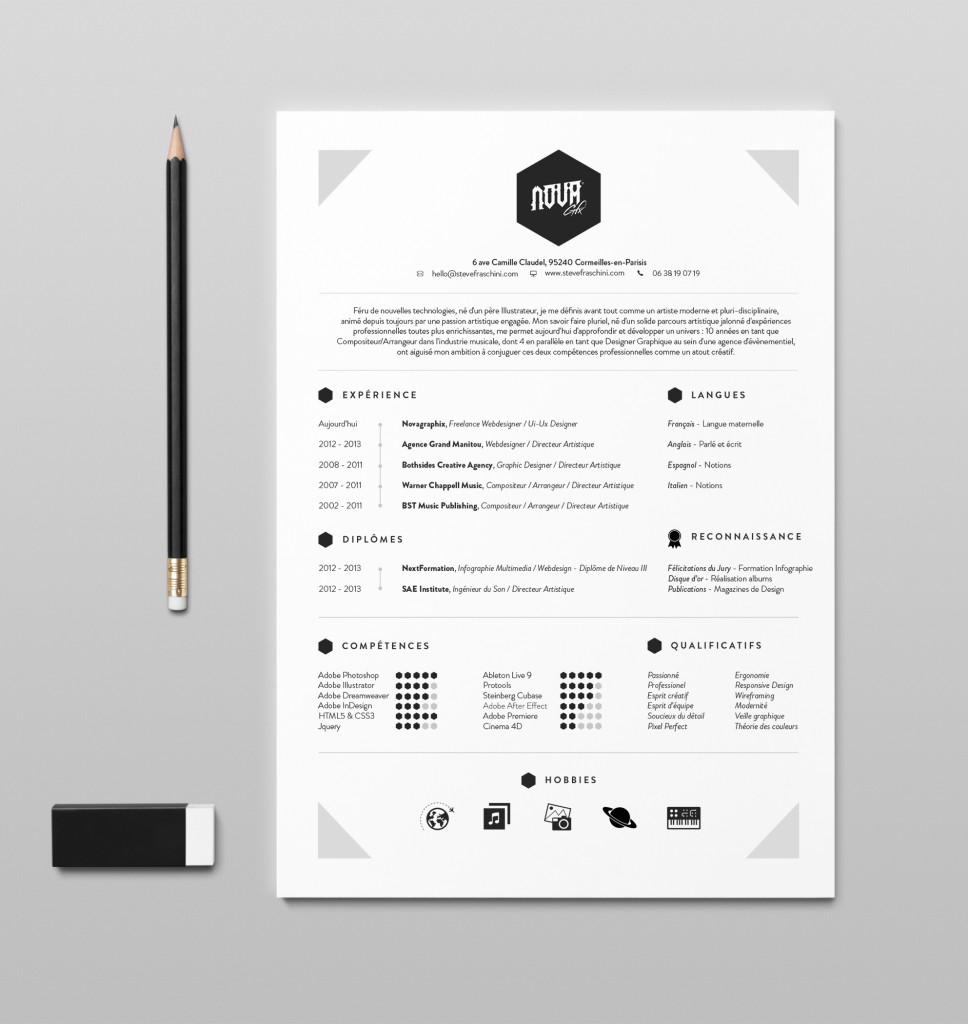 NOVA
Gfx
6 ave Camille Claudel, 95240 Cormeilles-en-Parisis
hello@stevefraschini.com www.stevefraschini.com 06 38 19 07 19
Féru de nouvelles technologies, né d'un père Illustrateur, je me définis avant tout comme un artiste moderne et pluri-disciplinaire,
animé depuis toujours par une passion artistique engagée. Mon savoir faire pluriel, né d'un solide parcours artistique jalonné d'expériences
professionnelles toutes plus enrichissantes, me permet aujourd'hui d'approfondir et développer un univers : 10 années en tant que
Compositeur/Arrangeur dans l'industrie musicale, dont 4 en parallèle en tant que Designer Graphique au sein d'une agence d'évènementiel,
ont aiguisé mon ambition à conjuguer ces deux compétences professionnelles comme un atout créatif.
EXPÉRIENCE
Aujourd'hui Novagraphix, Freelance Webdesigner / Ui-Ux Designer
2012 - 2013 Agence Grand Manitou, Webdesigner / Directeur Artistique
2008 - 2011 Bothsides Creative Agency, Graphic Designer / Directeur Artistique
2007 - 2011 Warner Chappell Music, Compositeur / Arrangeur / Directeur Artistique
2002 - 2011 BST Music Publishing, Compositeur / Arrangeur / Directeur Artistique
LANGUES
Français - Langue maternelle
Anglais - Parlé et écrit
Espagnol - Notions
Italien - Notions
DIPLÔMES
2012 - 2013 NextFormation, Infographie Multimedia / Webdesign - Diplôme de Niveau III
2012 - 2013 SAE Institute, Ingénieur du Son / Directeur Artistique
RECONNAISSANCE
Félicitations du Jury - Formation Infographie
Disque d'or - Réalisation albums
Publications - Magazines de Design
COMPÉTENCES
Adobe Photoshop
Adobe Illustrator
Adobe Dreamweaver
Adobe InDesign
HTML5 & CSS3
Jquery
Ableton Live 9
Protools
Steinberg Cubase
Adobe After Effect
Adobe Premiere
Cinema 4D
QUALIFICATIFS
Passionné
Professionel
Esprit créatif
Esprit d'équipe
Soucieux du détail
Pixel Perfect
Ergonomie
Responsive Design
Wireframing
Modernité
Veille graphique
Théorie des couleurs
HOBBIES